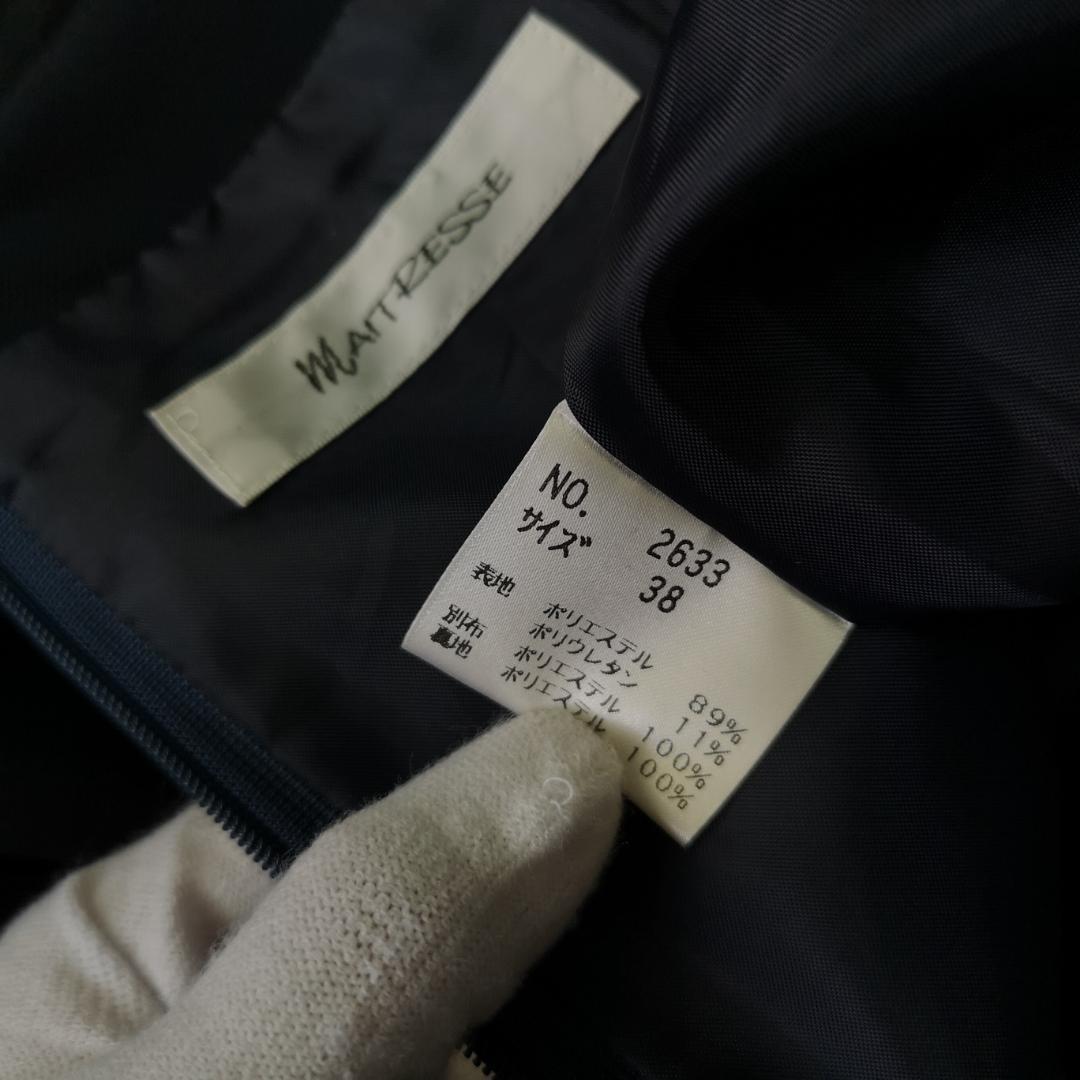 MAITRESSE
NO. 2633
サイズ 38
表地 ポリエステル 89%
ポリウレタン 11%
別布 ポリエステル 100%
裏地 ポリエステル 100%